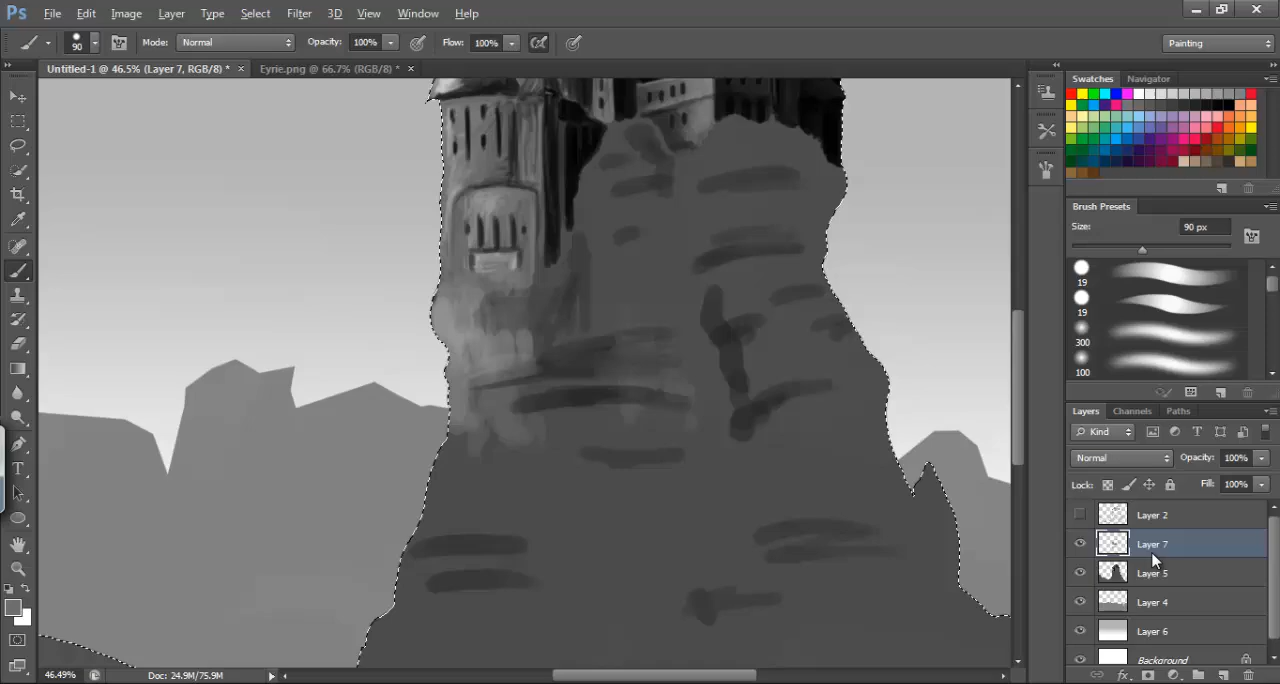 Ps File Edit Image Layer Type Select Filter 3D View Window Help
90 Mode: Normal Opacity: 100% Flow: 100% Painting
Untitled-1 @ 46.5% (Layer 7, RGB/8) * × Eyrie.png @ 66.7% (RGB/8) * ×
Swatches Navigator
Brush Presets
Size: 90 px
19
19
300
100
Layers Channels Paths
Kind
Normal Opacity: 100%
Lock: Fill: 100%
Layer 2
Layer 7
Layer 5
Layer 4
Layer 6
Background
46.49% Doc: 24.9M/75.9M